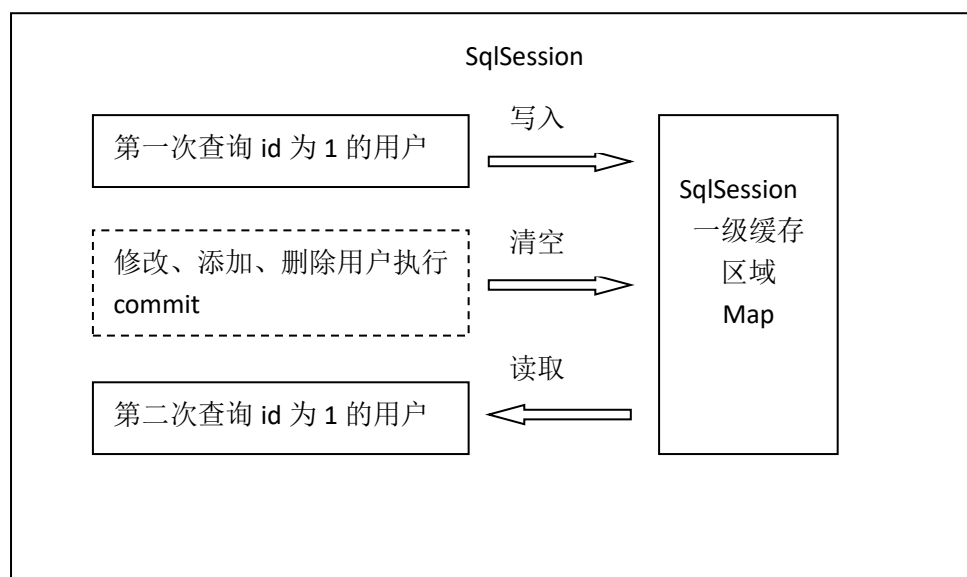 SqlSession
第一次查询 id 为 1 的用户
写入
修改、添加、删除用户执行
commit
清空
第二次查询 id 为 1 的用户
读取
SqlSession
一级缓存
区域
Map